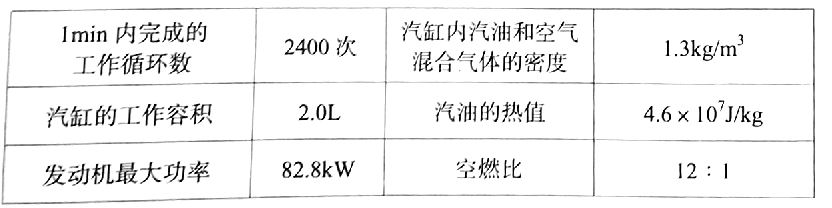 1min 内完成的
工作循环数
2400 次
汽缸内汽油和空气
混合气体的密度
1.3kg/m³
汽缸的工作容积
2.0L
汽油的热值
4.6 × 10⁷J/kg
发动机最大功率
82.8kW
空燃比
12∶1